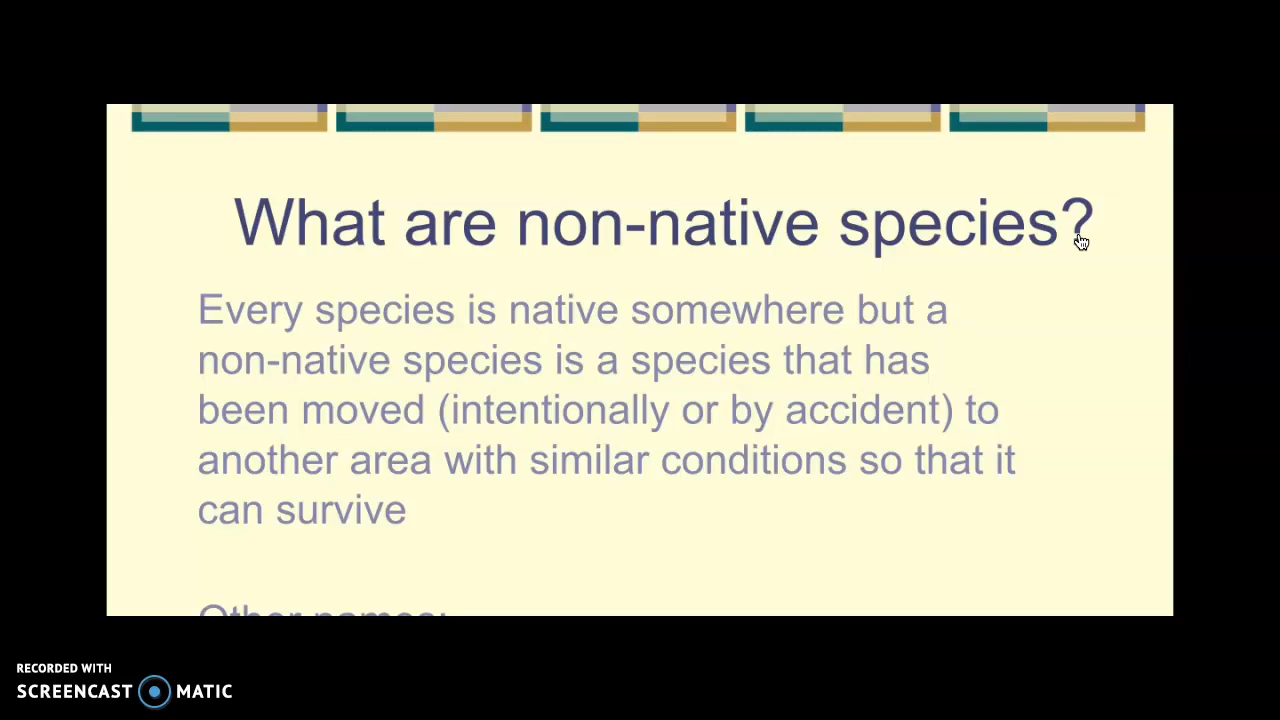 What are non-native species?
Every species is native somewhere but a
non-native species is a species that has
been moved (intentionally or by accident) to
another area with similar conditions so that it
can survive
Other names:
RECORDED WITH
SCREENCAST MATIC